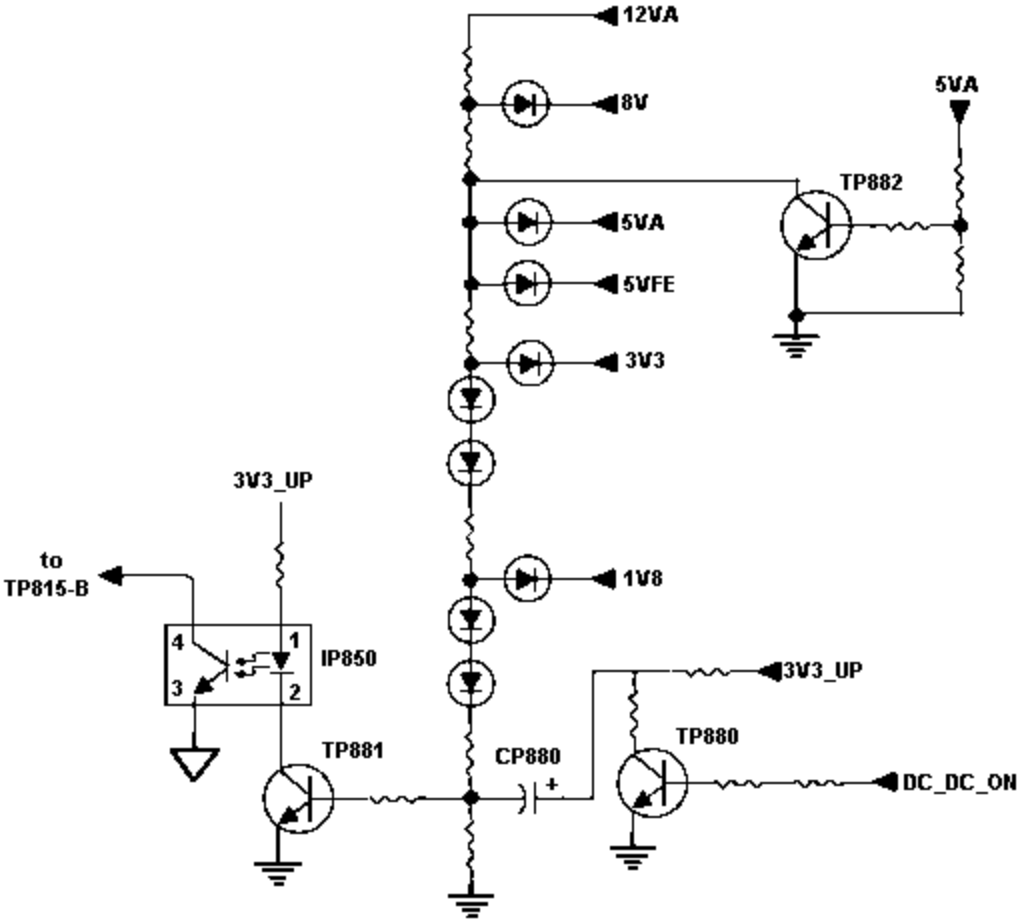 12VA
8V
5VA
TP882
5VA
5VFE
3V3
3V3_UP
to
TP815-B
1V8
4
1
IP850
3
2
3V3_UP
TP881
CP880
TP880
+
DC_DC_ON